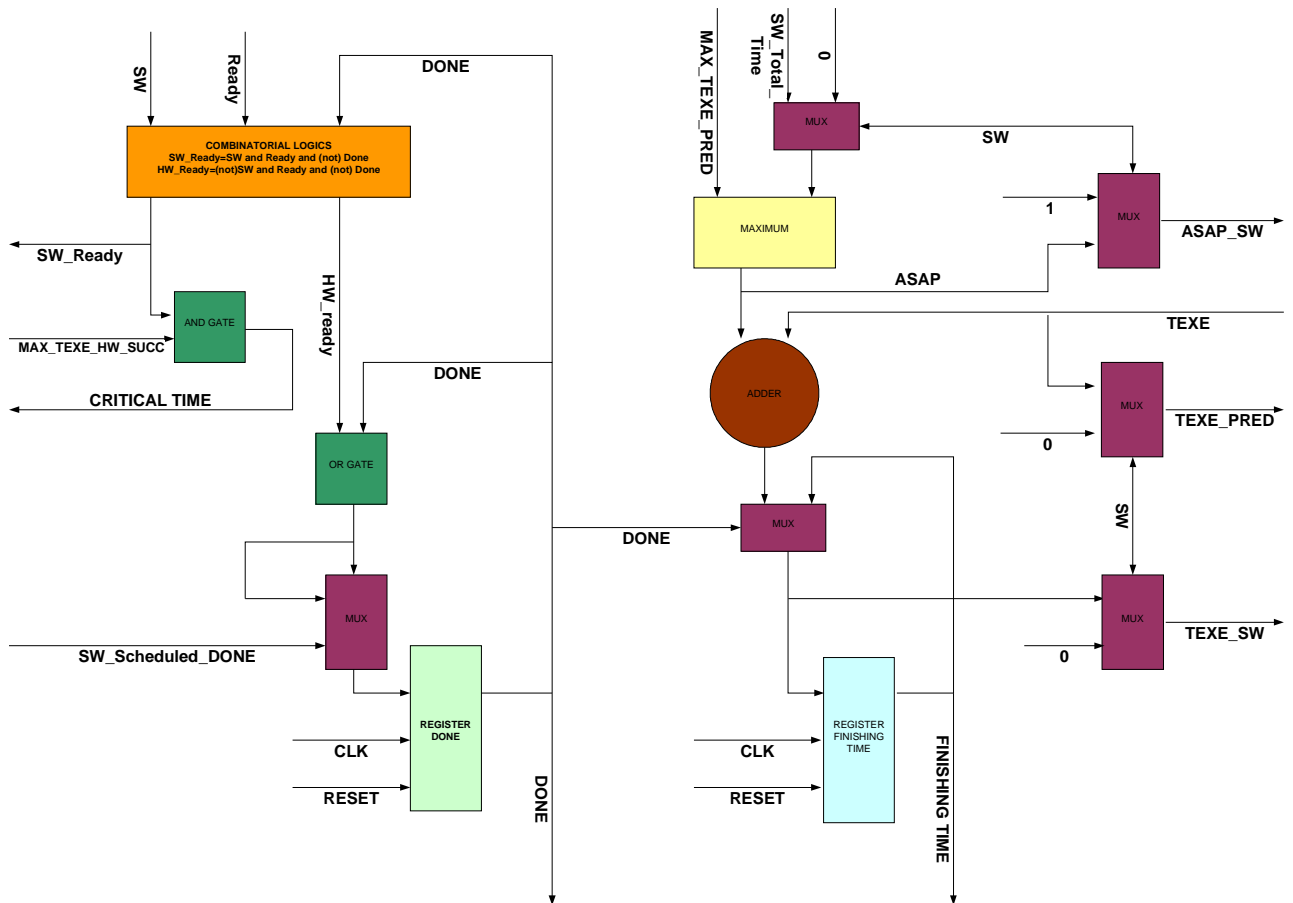 SW
Ready
DONE
COMBINATORIAL LOGICS
SW_Ready=SW and Ready and (not) Done
HW_Ready=(not)SW and Ready and (not) Done
SW_Ready
HW_ready
AND GATE
MAX_TEXE_HW_SUCC
CRITICAL TIME
DONE
OR GATE
MUX
SW_Scheduled_DONE
REGISTER
DONE
CLK
RESET
DONE
MAX_TEXE_PRED
SW_Total_
Time
0
MUX
SW
MAXIMUM
1
MUX
ASAP_SW
ASAP
TEXE
ADDER
MUX
TEXE_PRED
0
SW
DONE
MUX
MUX
TEXE_SW
0
REGISTER
FINISHING
TIME
CLK
RESET
FINISHING TIME